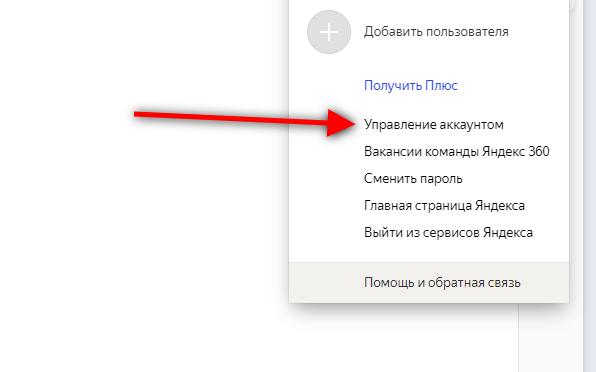 Добавить пользователя
Получить Плюс
Управление аккаунтом
Вакансии команды Яндекс 360
Сменить пароль
Главная страница Яндекса
Выйти из сервисов Яндекса
Помощь и обратная связь